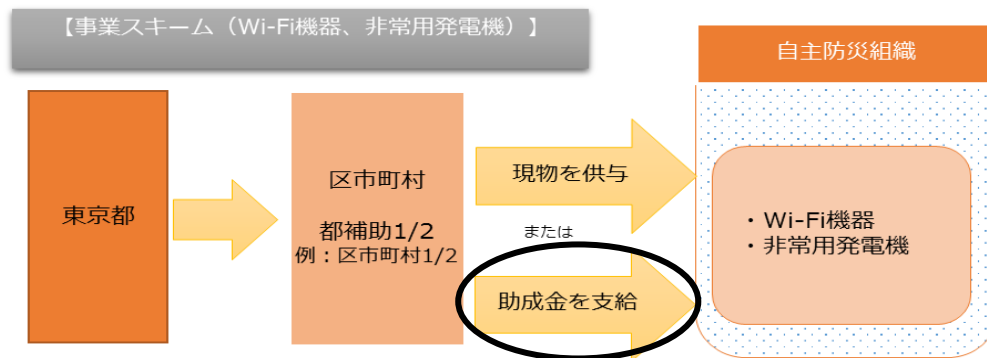 【事業スキーム（Wi-Fi機器、非常用発電機）】
自主防災組織
東京都
区市町村
都補助1/2
例：区市町村1/2
現物を供与
または
助成金を支給
・Wi-Fi機器
・非常用発電機